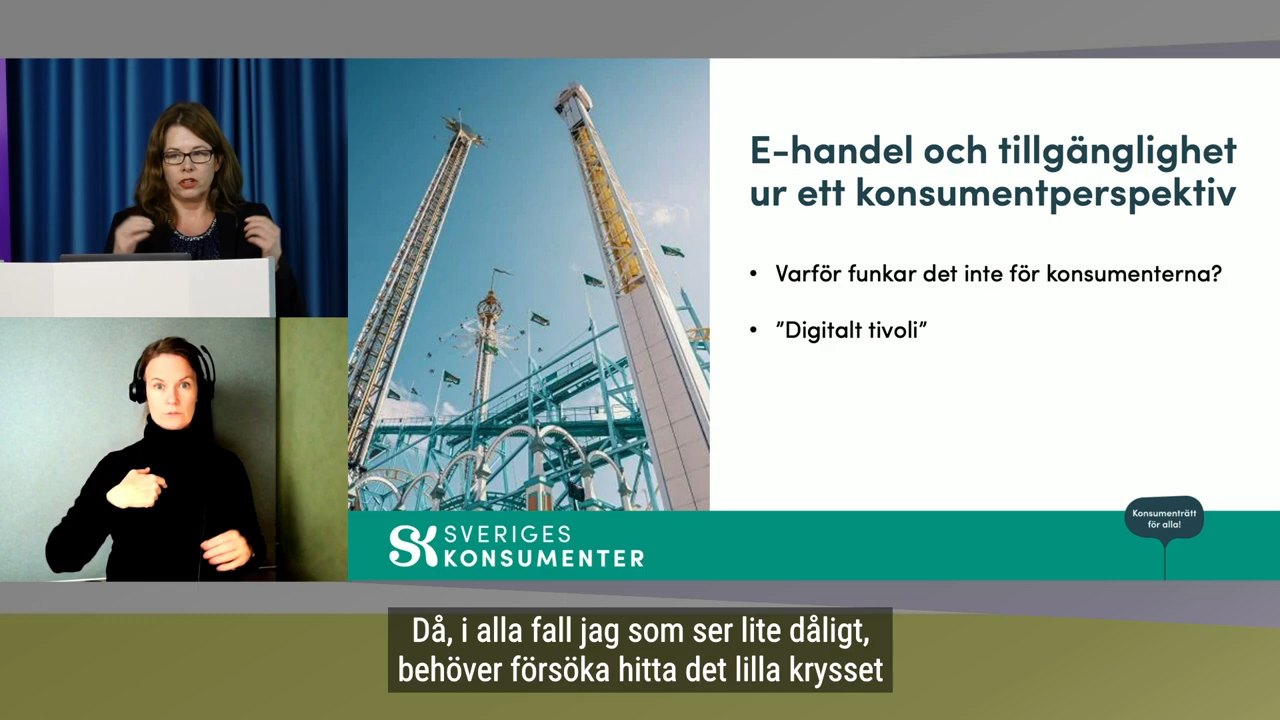 E-handel och tillgänglighet
ur ett konsumentperspektiv
• Varför funkar det inte för konsumenterna?
• ”Digitalt tivoli”
SVERIGES
KONSUMENTER
Konsumenträtt
för alla!
Då, i alla fall jag som ser lite dåligt,
behöver försöka hitta det lilla krysset